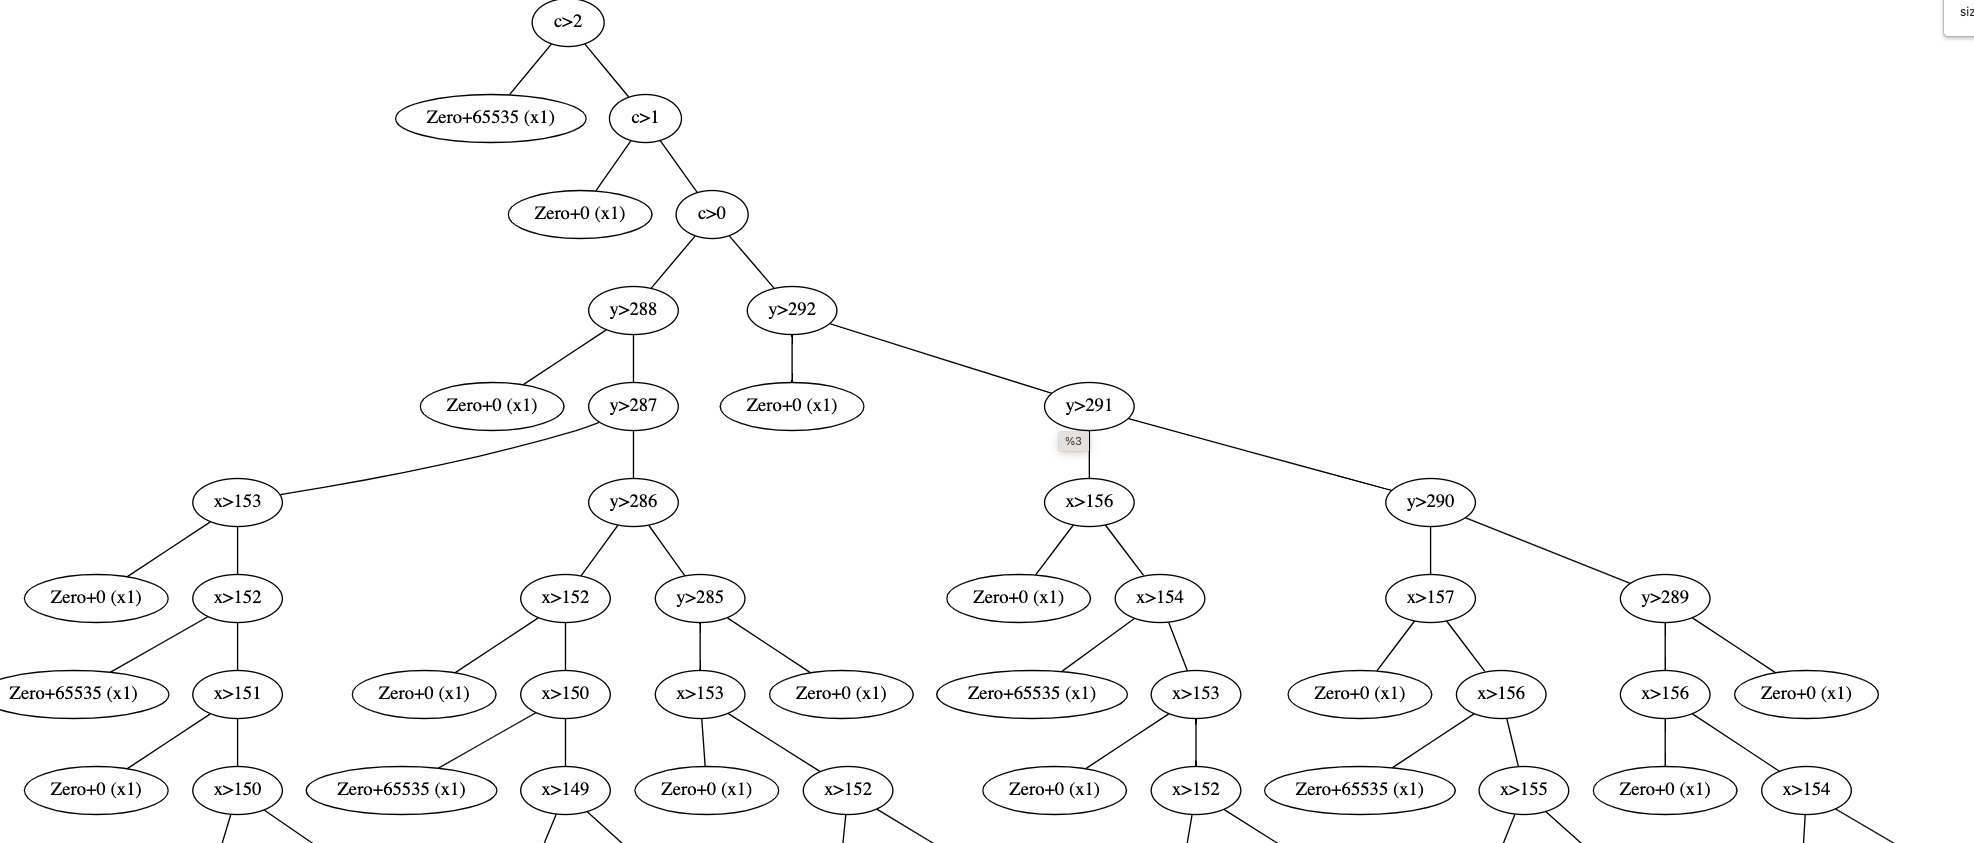 siz
c>2
Zero+65535 (x1)
c>1
Zero+0 (x1)
c>0
y>288
y>292
Zero+0 (x1)
y>287
Zero+0 (x1)
y>291
%3
x>153
y>286
x>156
y>290
Zero+0 (x1)
x>152
x>152
y>285
Zero+0 (x1)
x>154
x>157
y>289
Zero+65535 (x1)
x>151
Zero+0 (x1)
x>150
x>153
Zero+0 (x1)
Zero+65535 (x1)
x>153
Zero+0 (x1)
x>156
x>156
Zero+0 (x1)
Zero+0 (x1)
x>150
Zero+65535 (x1)
x>149
Zero+0 (x1)
x>152
Zero+0 (x1)
x>152
Zero+65535 (x1)
x>155
Zero+0 (x1)
x>154